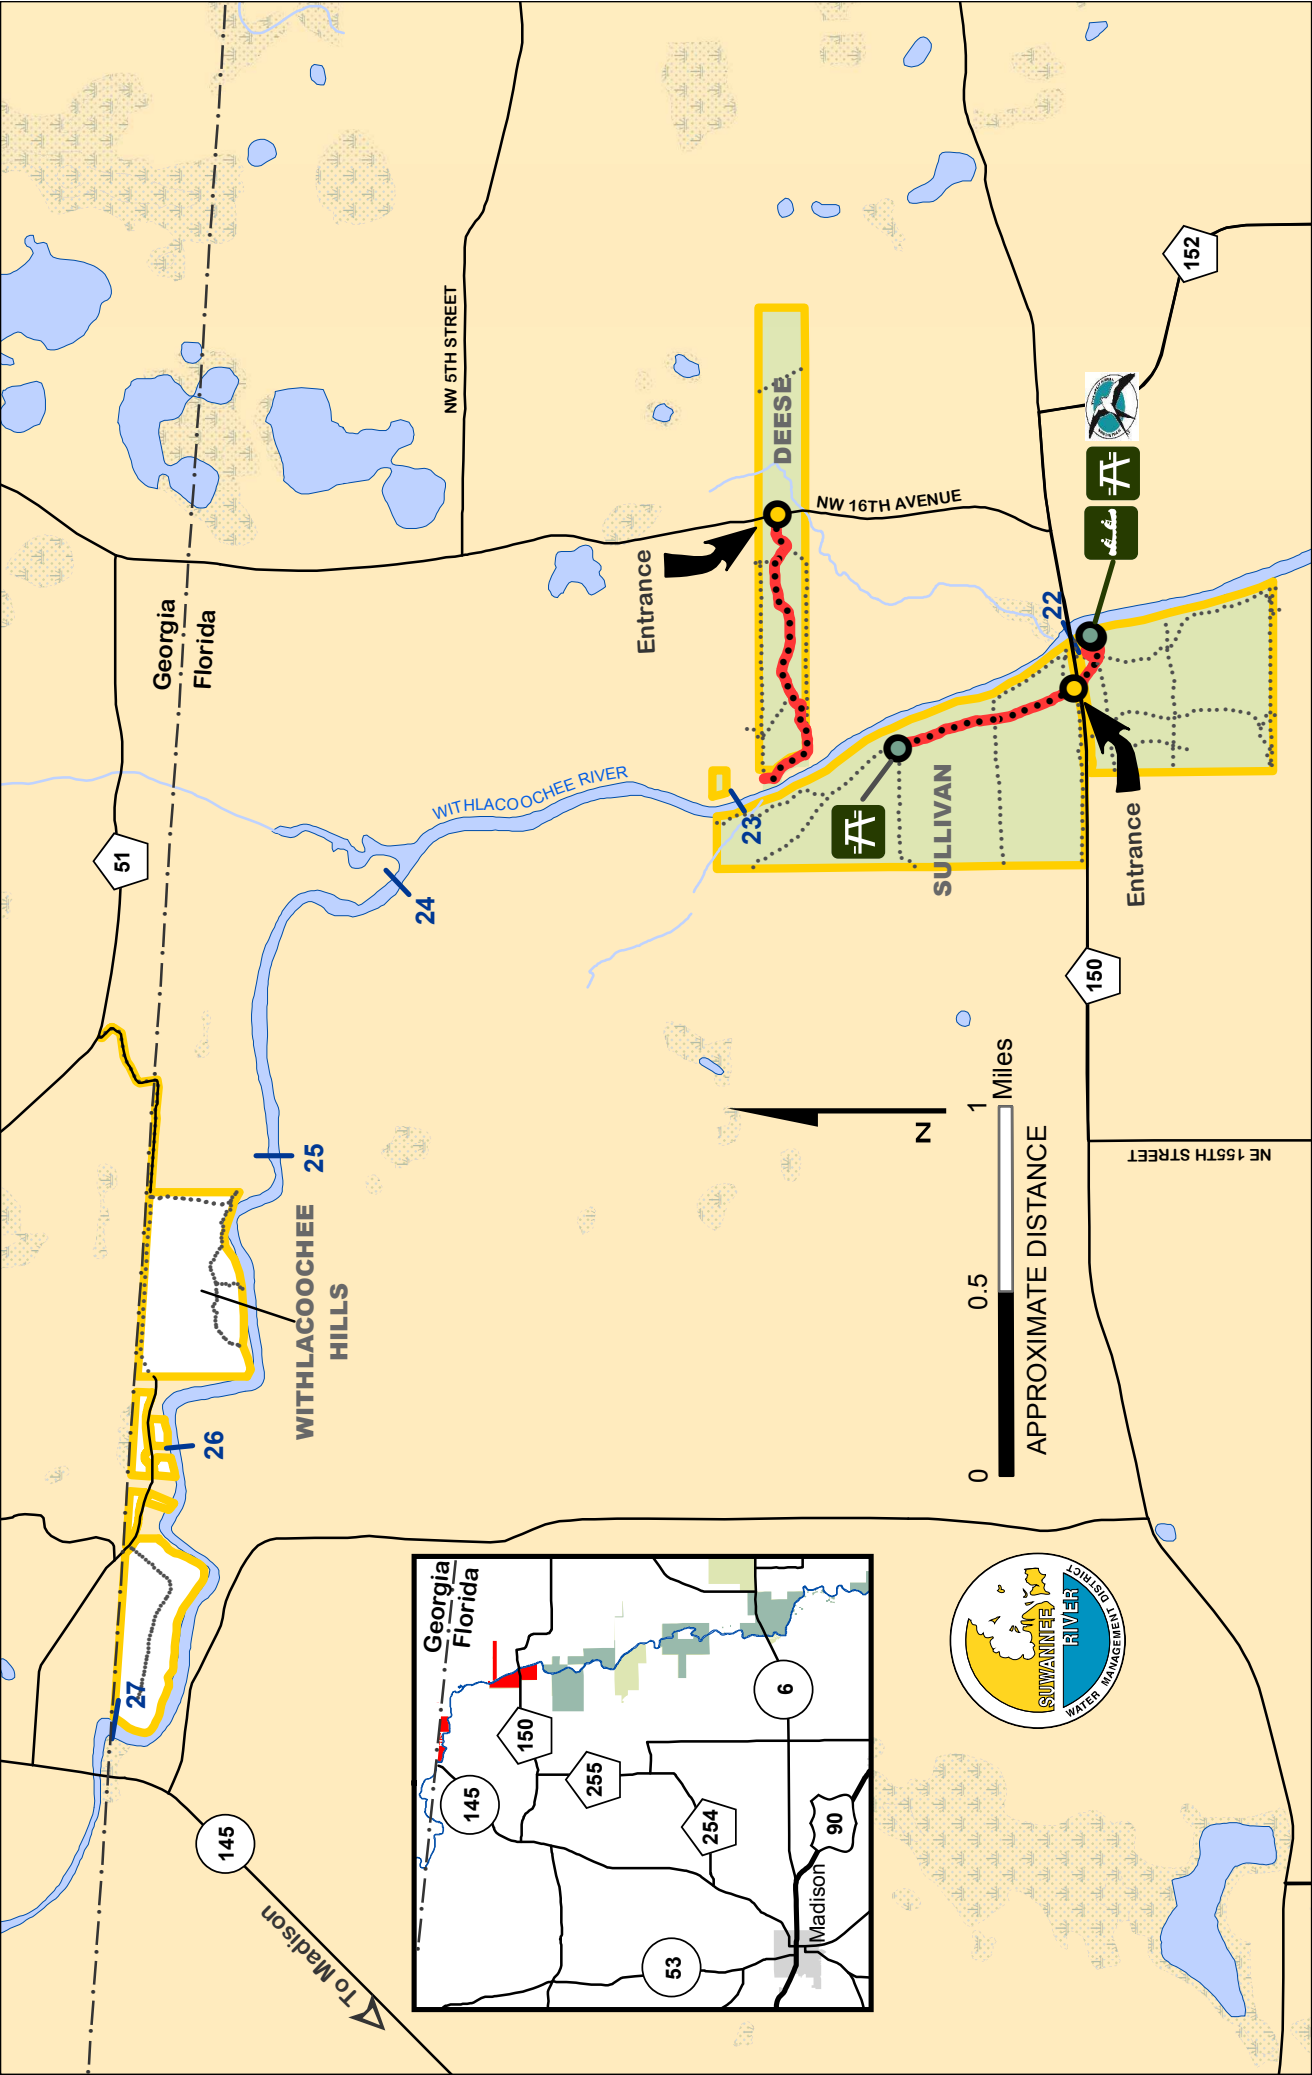 Georgia
Florida
NW 5TH STREET
51
152
DEESE
NW 16TH AVENUE
Entrance
22
WITHLACOOCHEE RIVER
23
24
SULLIVAN
Entrance
150
25
WITHLACOOCHEE
HILLS
26
27
N
0
0.5
1
Miles
APPROXIMATE DISTANCE
NE 155TH STREET
145
To Madison
Georgia
Florida
150
145
255
254
6
53
90
Madison
SUWANNEE
RIVER
WATER MANAGEMENT DISTRICT